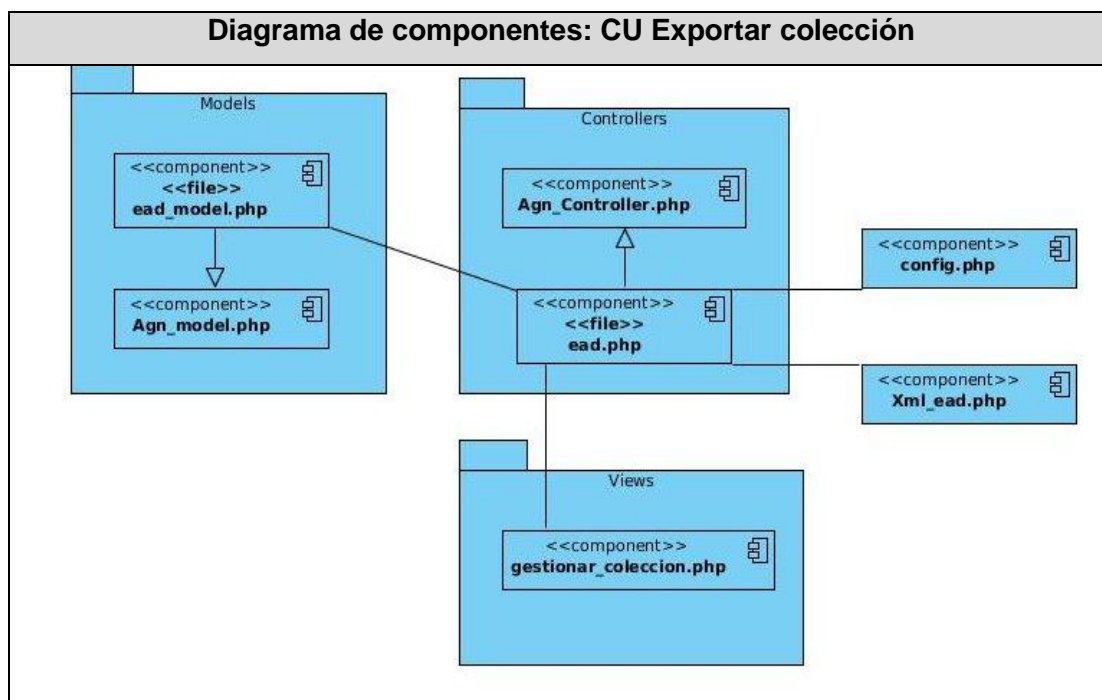 Diagrama de componentes: CU Exportar colección
Models
<<component>>
<<file>>
ead_model.php
<<component>>
Agn_model.php
Controllers
<<component>>
Agn_Controller.php
<<component>>
<<file>>
ead.php
<<component>>
config.php
<<component>>
Xml_ead.php
Views
<<component>>
gestionar_coleccion.php